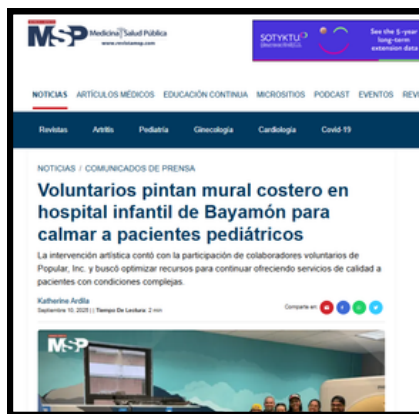 MSP Medicina y Salud Pública
www.revistamsp.com
SOTYKTU
See the 5-year
long-term
extension data
NOTICIAS ARTÍCULOS MÉDICOS EDUCACIÓN CONTINUA MICROSITIOS PODCAST EVENTOS REVI
Revistas Artritis Pediatría Ginecología Cardiología Covid-19
NOTICIAS / COMUNICADOS DE PRENSA
Voluntarios pintan mural costero en
hospital infantil de Bayamón para
calmar a pacientes pediátricos
La intervención artística contó con la participación de colaboradores voluntarios de
Popular, Inc. y buscó optimizar recursos para continuar ofreciendo servicios de calidad a
pacientes con condiciones complejas.
Katherine Ardila
Septiembre 10, 2025 | | Tiempo De Lectura: 2 min
Comparte en:
MSP